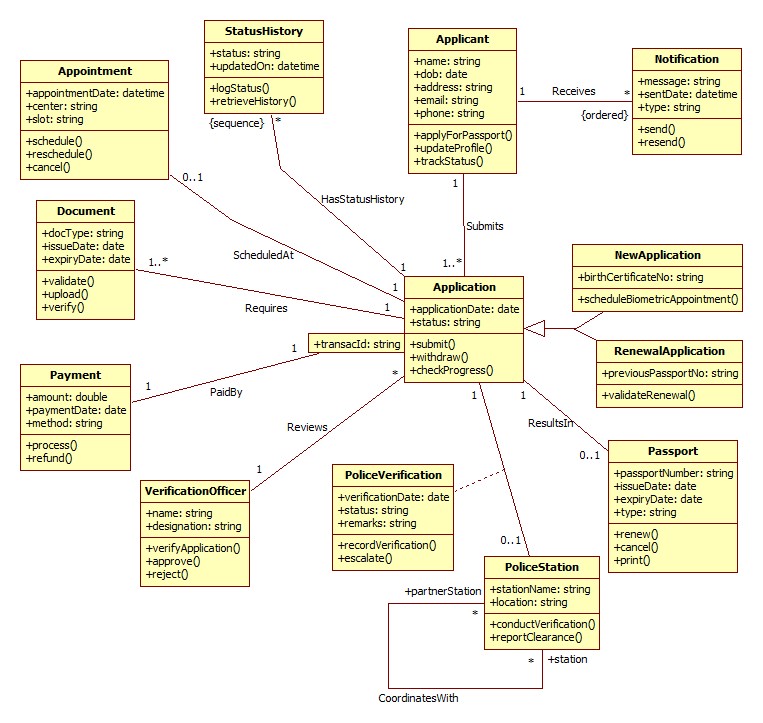 StatusHistory
+status: string
+updatedOn: datetime
+logStatus()
+retrieveHistory()
{sequence}
*
Applicant
+name: string
+dob: date
+address: string
+email: string
+phone: string
+applyForPassport()
+updateProfile()
+trackStatus()
1
Receives
*
{ordered}
Notification
+message: string
+sentDate: datetime
+type: string
+send()
+resend()
Appointment
+appointmentDate: datetime
+center: string
+slot: string
+schedule()
+reschedule()
+cancel()
0..1
ScheduledAt
1
HasStatusHistory
1
1
Submits
1..*
Document
+docType: string
+issueDate: date
+expiryDate: date
+validate()
+upload()
+verify()
1..*
Requires
1
Application
+applicationDate: date
+status: string
+submit()
+withdraw()
+checkProgress()
NewApplication
+birthCertificateNo: string
+scheduleBiometricAppointment()
RenewalApplication
+previousPassportNo: string
+validateRenewal()
+transacId: string
1
PaidBy
1
Payment
+amount: double
+paymentDate: date
+method: string
+process()
+refund()
*
Reviews
1
VerificationOfficer
+name: string
+designation: string
+verifyApplication()
+approve()
+reject()
PoliceVerification
+verificationDate: date
+status: string
+remarks: string
+recordVerification()
+escalate()
1
0..1
1
ResultsIn
0..1
Passport
+passportNumber: string
+issueDate: date
+expiryDate: date
+type: string
+renew()
+cancel()
+print()
PoliceStation
+stationName: string
+location: string
+conductVerification()
+reportClearance()
+partnerStation
*
*
+station
CoordinatesWith